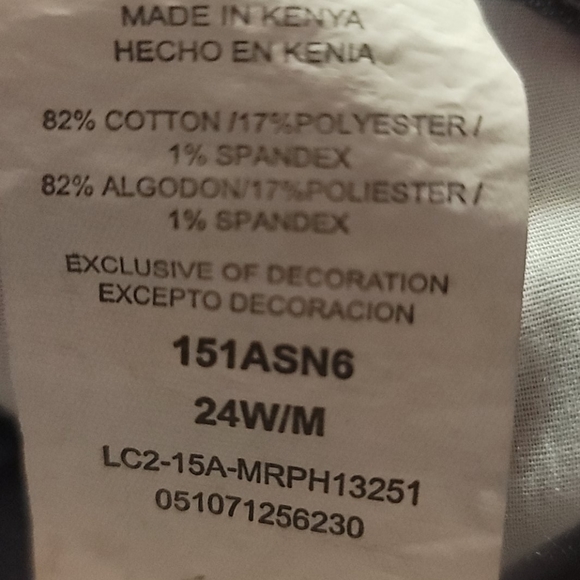 MADE IN KENYA
HECHO EN KENIA
82% COTTON /17%POLYESTER /
1% SPANDEX
82% ALGODON/17%POLIESTER /
1% SPANDEX
EXCLUSIVE OF DECORATION
EXCEPTO DECORACION
151ASN6
24W/M
LC2-15A-MRPH13251
051071256230